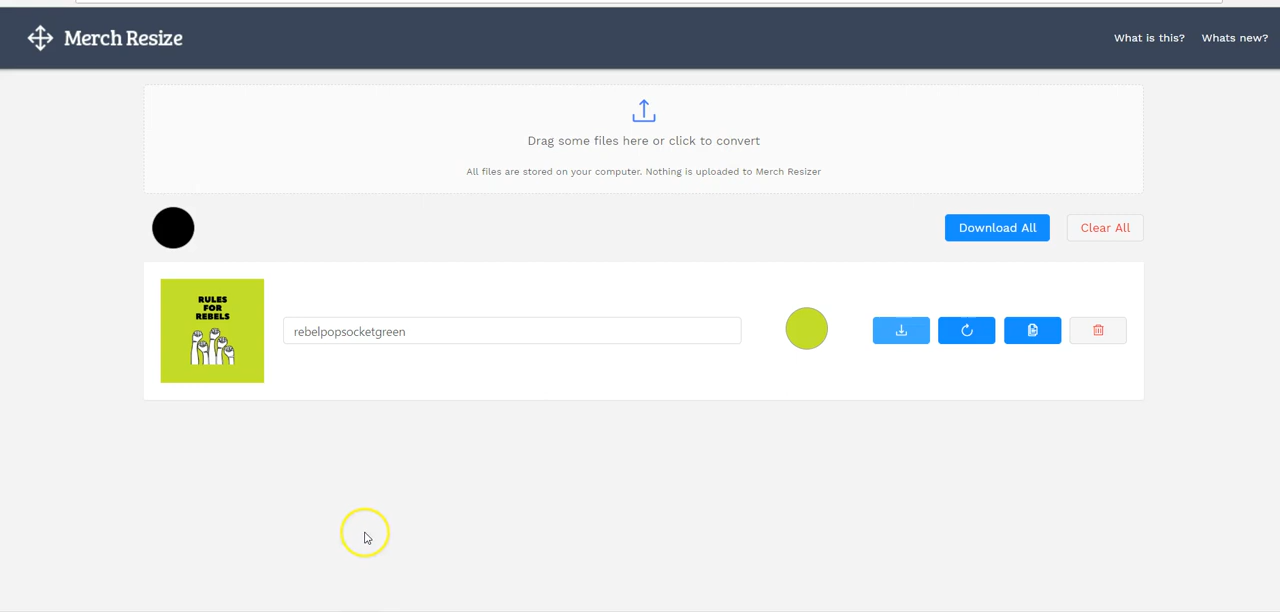 Merch Resize
What is this?
Whats new?
Drag some files here or click to convert
All files are stored on your computer. Nothing is uploaded to Merch Resizer
Download All
Clear All
RULES
FOR
REBELS
rebelpopsocketgreen